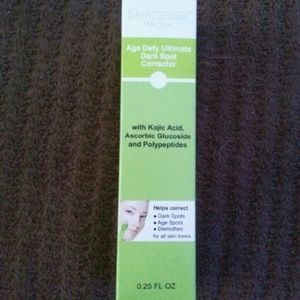 Age Defy Ultimate
Dark Spot
Corrector
with Kojic Acid,
Ascorbic Glucoside
and Polypeptides
Helps correct
• Dark Spots
• Age Spots
• Blemishes
for all skin tones
0.25 FL OZ